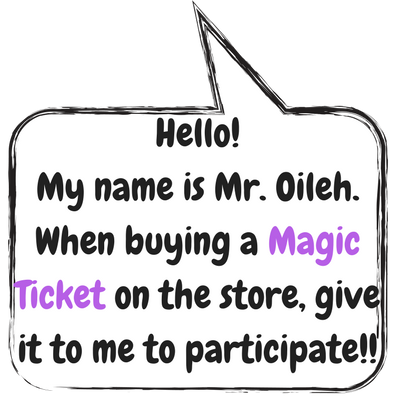 Hello!
My name is Mr. Oileh.
When buying a Magic
Ticket on the store, give
it to me to participate!!